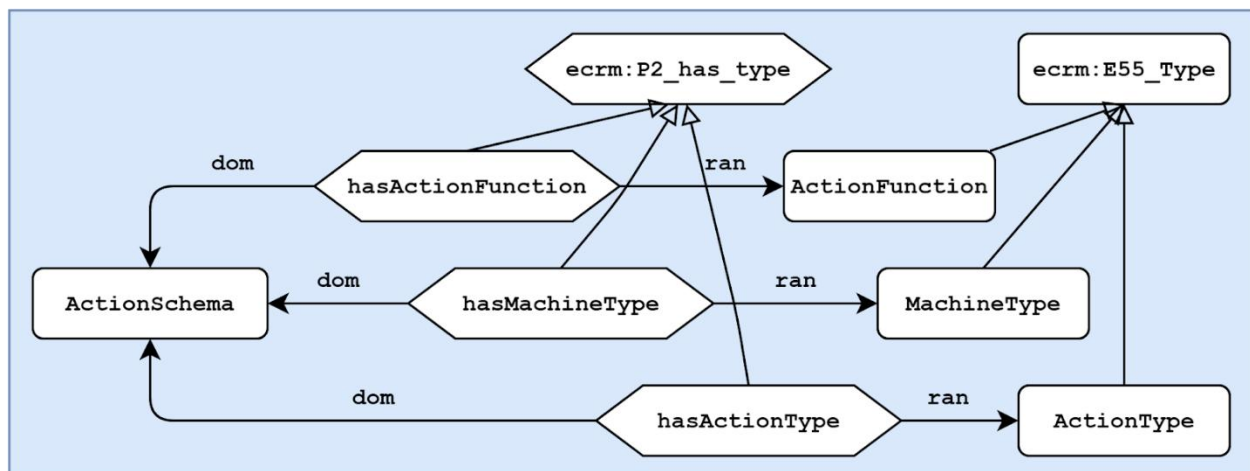 ecrm:P2_has_type
ecrm:E55_Type
dom
hasActionFunction
ran
ActionFunction
ActionSchema
dom
hasMachineType
ran
MachineType
dom
hasActionType
ran
ActionType